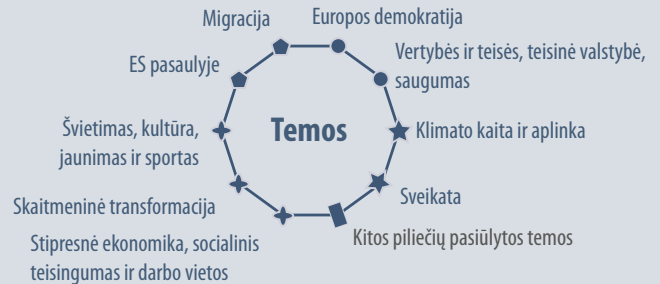 Migracija
Europos demokratija
Vertybės ir teisės, teisinė valstybė,
saugumas
ES pasaulyje
Švietimas, kultūra,
jaunimas ir sportas
Temos
Klimato kaita ir aplinka
Sveikata
Skaitmeninė transformacija
Kitos piliečių pasiūlytos temos
Stipresnė ekonomika, socialinis
teisingumas ir darbo vietos